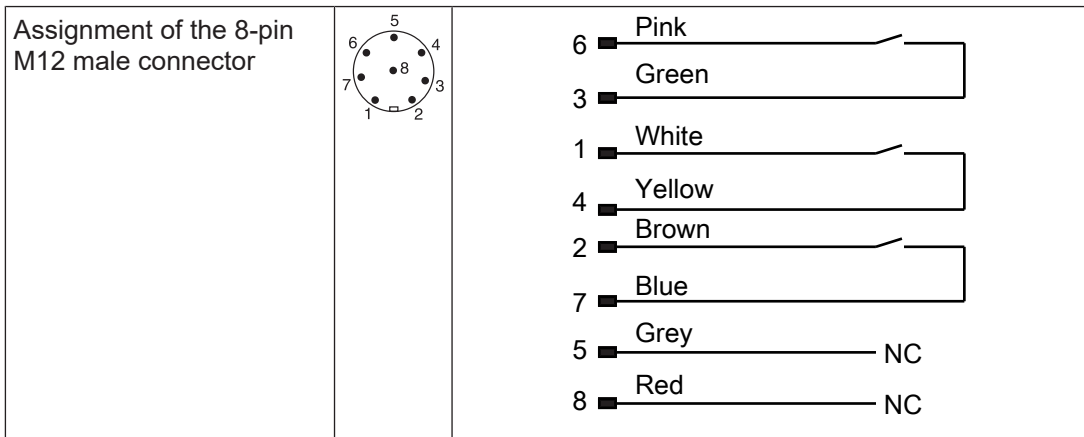 Assignment of the 8-pin
M12 male connector
5
6
4
8
7
3
1
2
6 Pink
3 Green
1 White
4 Yellow
2 Brown
7 Blue
5 Grey NC
8 Red NC